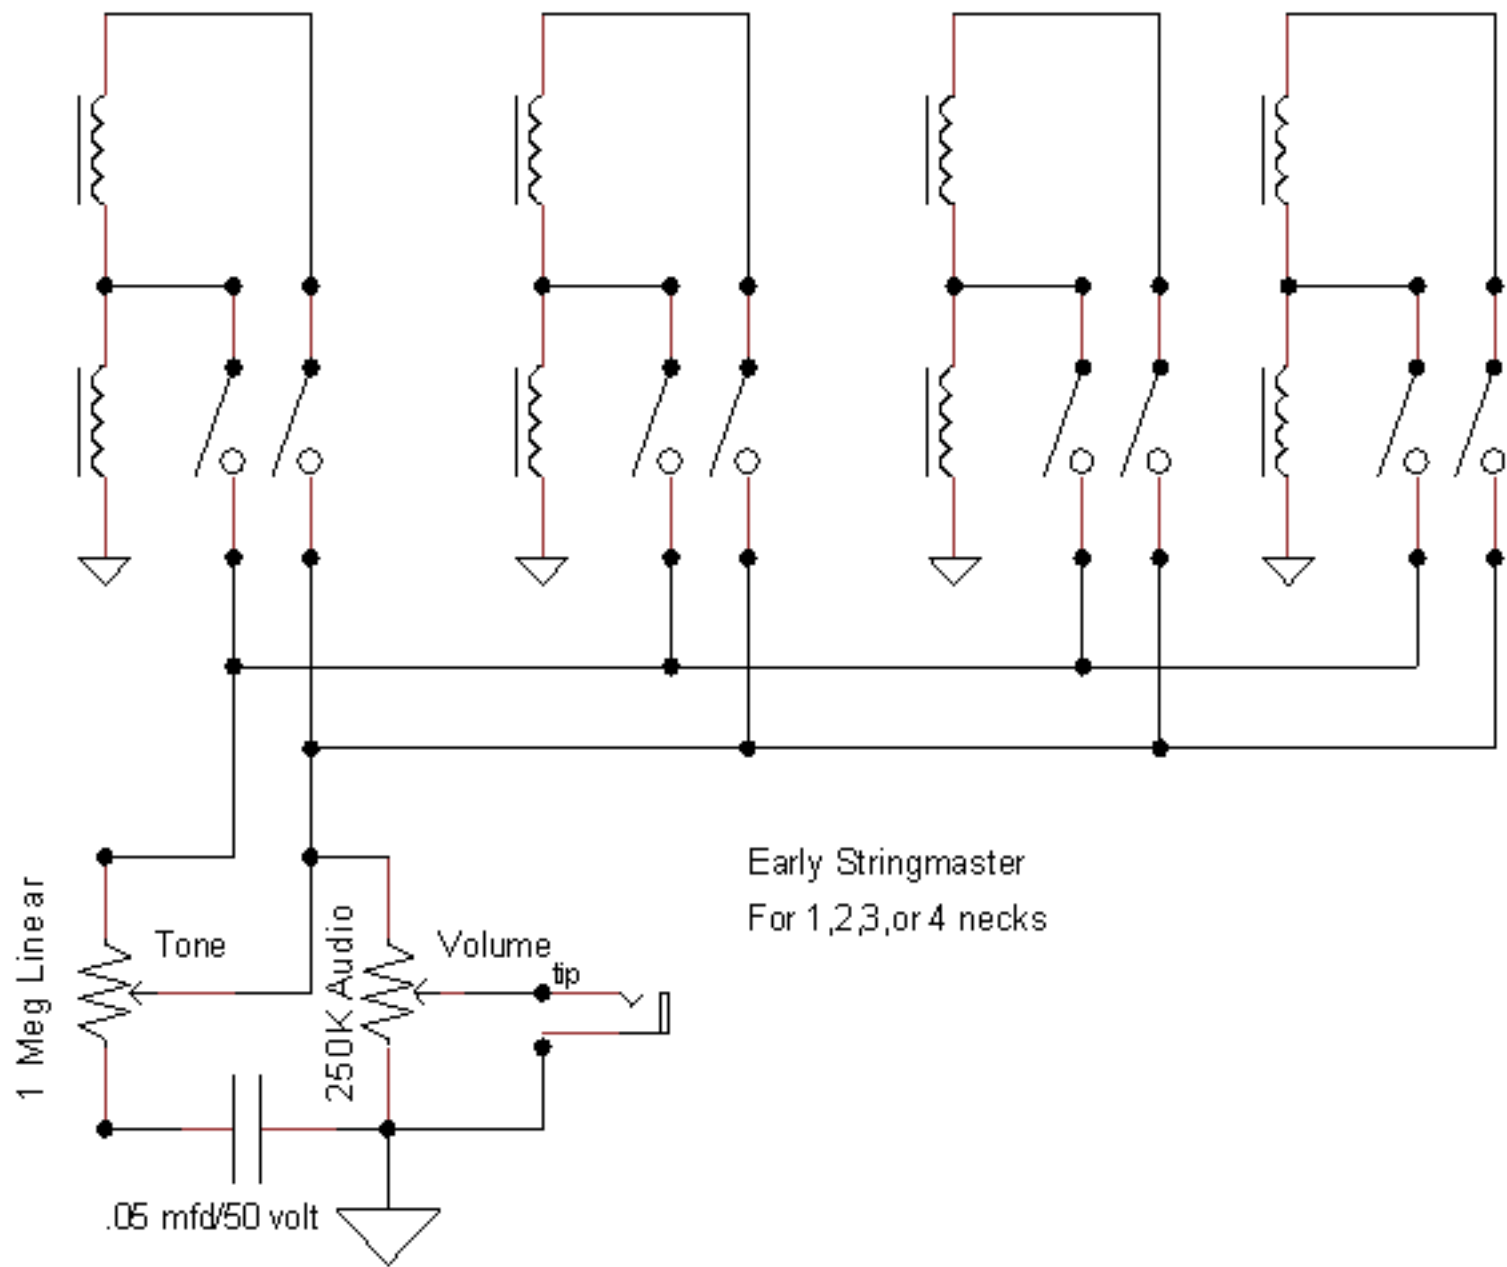 Early Stringmaster
For 1,2,3,or 4 necks
1 Meg Linear
Tone
250K Audio
Volume
tip
.05 mfd/50 volt